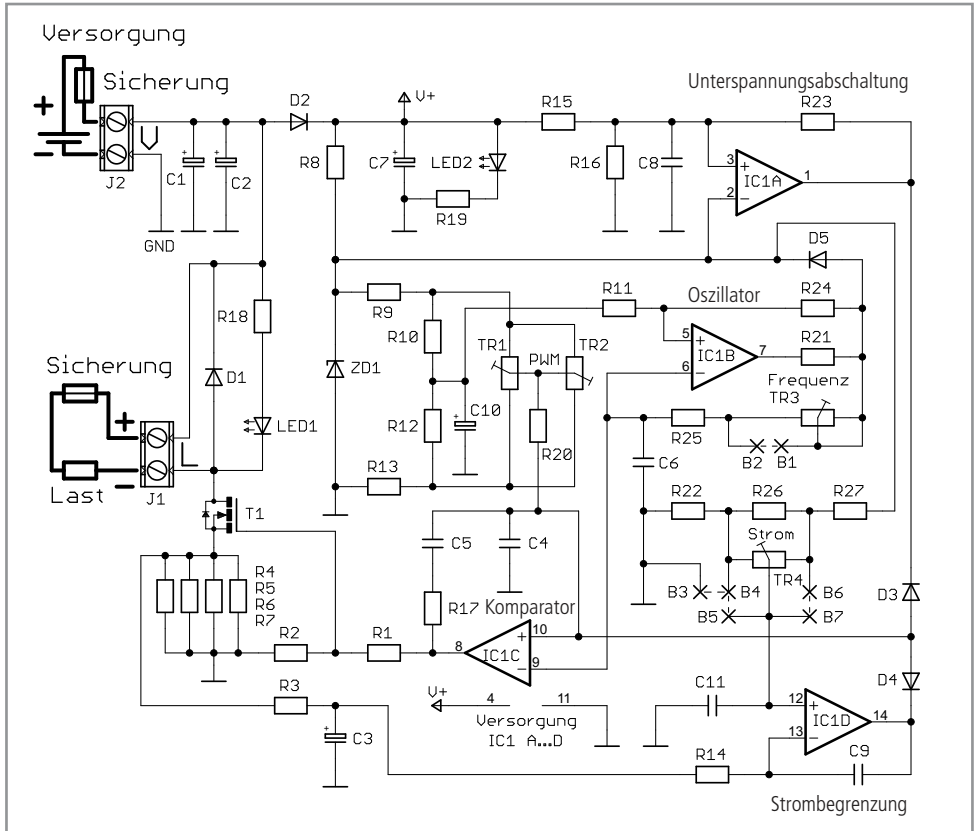 Versorgung
Sicherung
Unterspannungsabschaltung
+
-
J2
U
C1
C2
GND
D2
V+
R8
C7
LED2
R19
R15
R16
C8
R23
3
+
2
-
IC1A
1
D5
R18
D1
LED1
ZD1
R9
R10
R12
R13
C10
TR1
PWM
TR2
R20
R11
Oszillator
R24
5
+
6
-
IC1B
7
R21
Frequenz
TR3
R25
B2
B1
C6
R22
R26
R27
Strom
TR4
B3
B4
B5
B6
B7
Sicherung
+
Last
-
J1
L
T1
R4
R5
R6
R7
R2
R1
R3
C3
C5
C4
R17
Komparator
8
10
+
9
-
IC1C
V+
4
11
Versorgung
IC1 A...D
C11
R14
12
+
13
-
IC1D
14
D3
D4
C9
Strombegrenzung